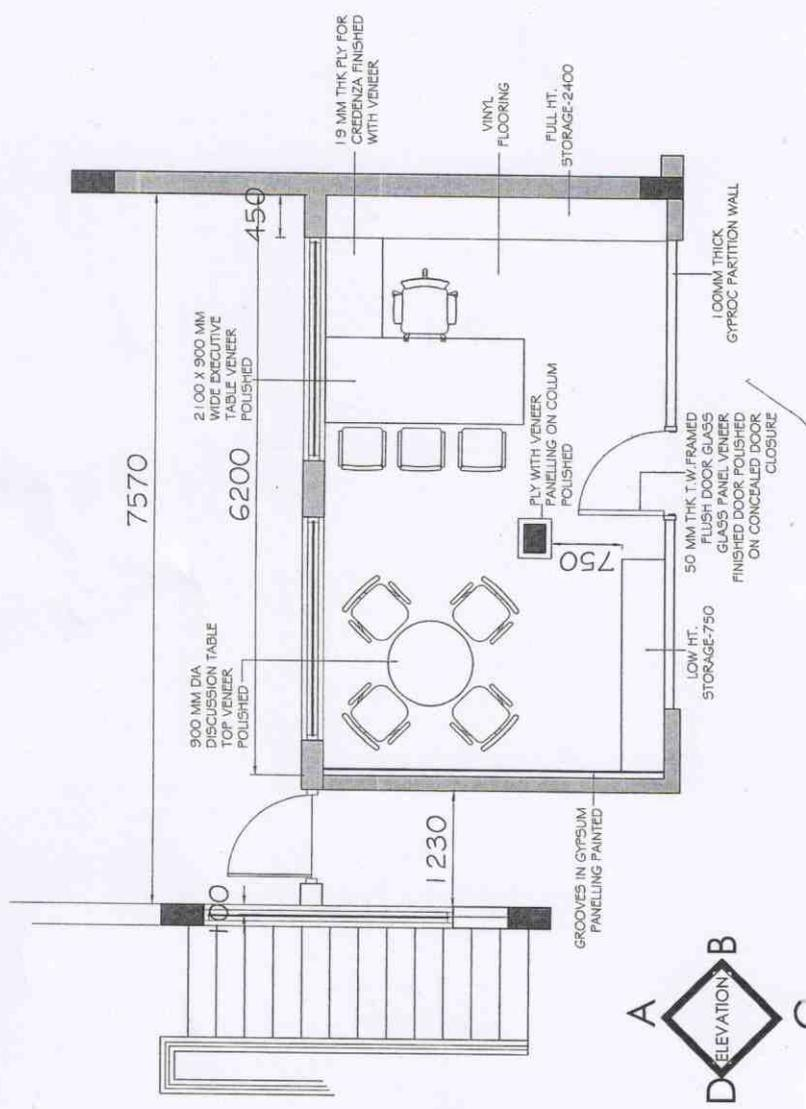 7570
2100 X 900 MM
WIDE EXECUTIVE
TABLE VENEER
POLISHED
450
6200
19 MM THK PLY FOR
CREDENZA FINISHED
WITH VENEER
900 MM DIA
DISCUSSION TABLE
TOP VENEER
POLISHED
VINYL
FLOORING
FULL HT.
STORAGE-2400
100
1230
PLY WITH VENEER
PANELLING ON COLUM
POLISHED
750
LOW HT.
STORAGE-750
GROOVES IN GYPSUM
PANELLING PAINTED
50 MM THK T.W.FRAMED
FLUSH DOOR GLASS
GLASS PANEL VENEER
FINISHED DOOR POLISHED
ON CONCEALED DOOR
CLOSURE
100MM THICK
GYPROC PARTITION WALL
A
B
C
D
ELEVATION